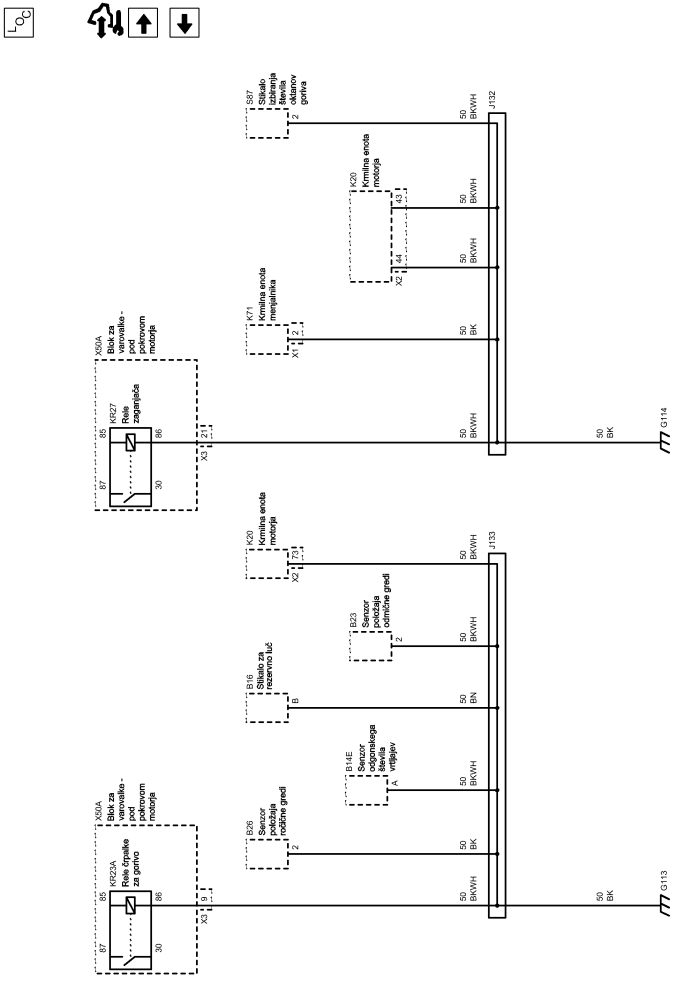 LOC
X50A
Blok za
varovalke -
pod
pokrovom
motorja
KR23A
Rele črpalke
za gorivo
87
85
30
86
X3
9
B26
Senzor
položaja
ročične gredi
2
B14E
Senzor
odgonskega
števila
vrtljajev
A
B16
Stikalo za
rezervno luč
B
B23
Senzor
položaja
odmične gredi
2
K20
Krmilna enota
motorja
X2
73
50
BKWH
50
BK
50
BKWH
50
BN
50
BKWH
50
BKWH
J133
50
BK
G113
X50A
Blok za
varovalke -
pod
pokrovom
motorja
KR27
Rele
zaganjača
87
85
30
86
X3
21
K71
Krmilna enota
menjalnika
X1
2
K20
Krmilna enota
motorja
X2
44
43
S87
Stikalo
izbiranja
števila
oktanov
goriva
2
50
BKWH
50
BK
50
BKWH
50
BKWH
50
BKWH
J132
50
BK
G114